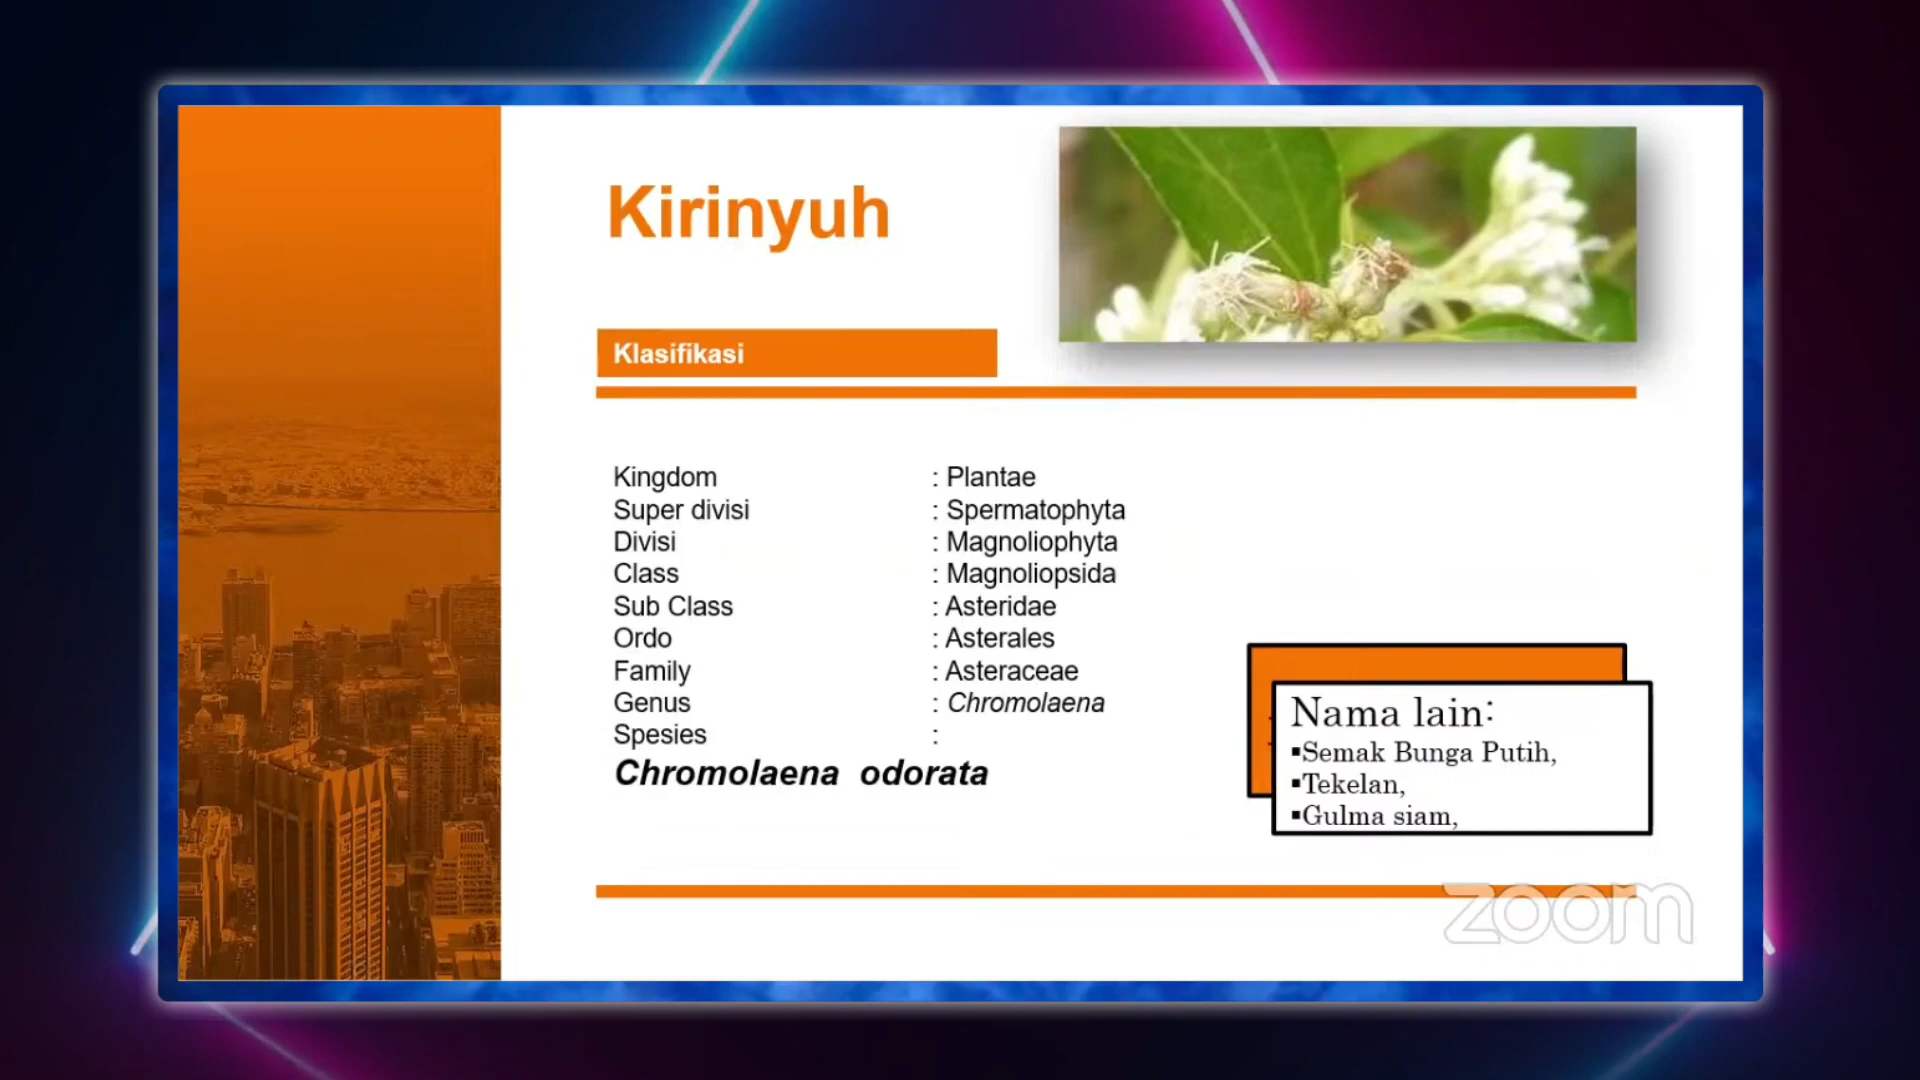 Kirinyuh
Klasifikasi
Kingdom : Plantae
Super divisi : Spermatophyta
Divisi : Magnoliophyta
Class : Magnoliopsida
Sub Class : Asteridae
Ordo : Asterales
Family : Asteraceae
Genus : Chromolaena
Spesies :
Chromolaena odorata
Nama lain:
▪Semak Bunga Putih,
▪Tekelan,
▪Gulma siam,
zoom